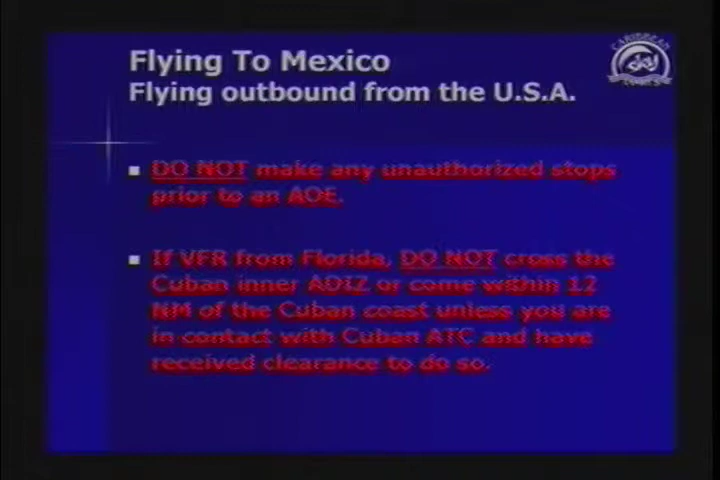 CARIBBEAN
sky
Flying To Mexico
Flying outbound from the U.S.A.
DO NOT make any unauthorized stops
prior to an AOE.
If VFR from Florida, DO NOT cross the
Cuban inner ADIZ or come within 12
NM of the Cuban coast unless you are
in contact with Cuban ATC and have
received clearance to do so.